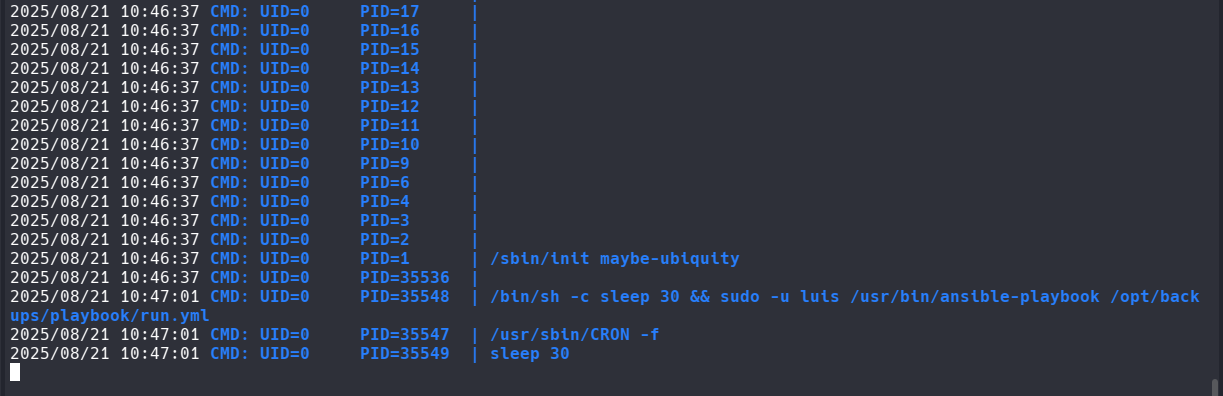 2025/08/21 10:46:37 CMD: UID=0 PID=17 |
2025/08/21 10:46:37 CMD: UID=0 PID=16 |
2025/08/21 10:46:37 CMD: UID=0 PID=15 |
2025/08/21 10:46:37 CMD: UID=0 PID=14 |
2025/08/21 10:46:37 CMD: UID=0 PID=13 |
2025/08/21 10:46:37 CMD: UID=0 PID=12 |
2025/08/21 10:46:37 CMD: UID=0 PID=11 |
2025/08/21 10:46:37 CMD: UID=0 PID=10 |
2025/08/21 10:46:37 CMD: UID=0 PID=9 |
2025/08/21 10:46:37 CMD: UID=0 PID=6 |
2025/08/21 10:46:37 CMD: UID=0 PID=4 |
2025/08/21 10:46:37 CMD: UID=0 PID=3 |
2025/08/21 10:46:37 CMD: UID=0 PID=2 |
2025/08/21 10:46:37 CMD: UID=0 PID=1 | /sbin/init maybe-ubiquity
2025/08/21 10:46:37 CMD: UID=0 PID=35536 |
2025/08/21 10:47:01 CMD: UID=0 PID=35548 | /bin/sh -c sleep 30 && sudo -u luis /usr/bin/ansible-playbook /opt/back
ups/playbook/run.yml
2025/08/21 10:47:01 CMD: UID=0 PID=35547 | /usr/sbin/CRON -f
2025/08/21 10:47:01 CMD: UID=0 PID=35549 | sleep 30